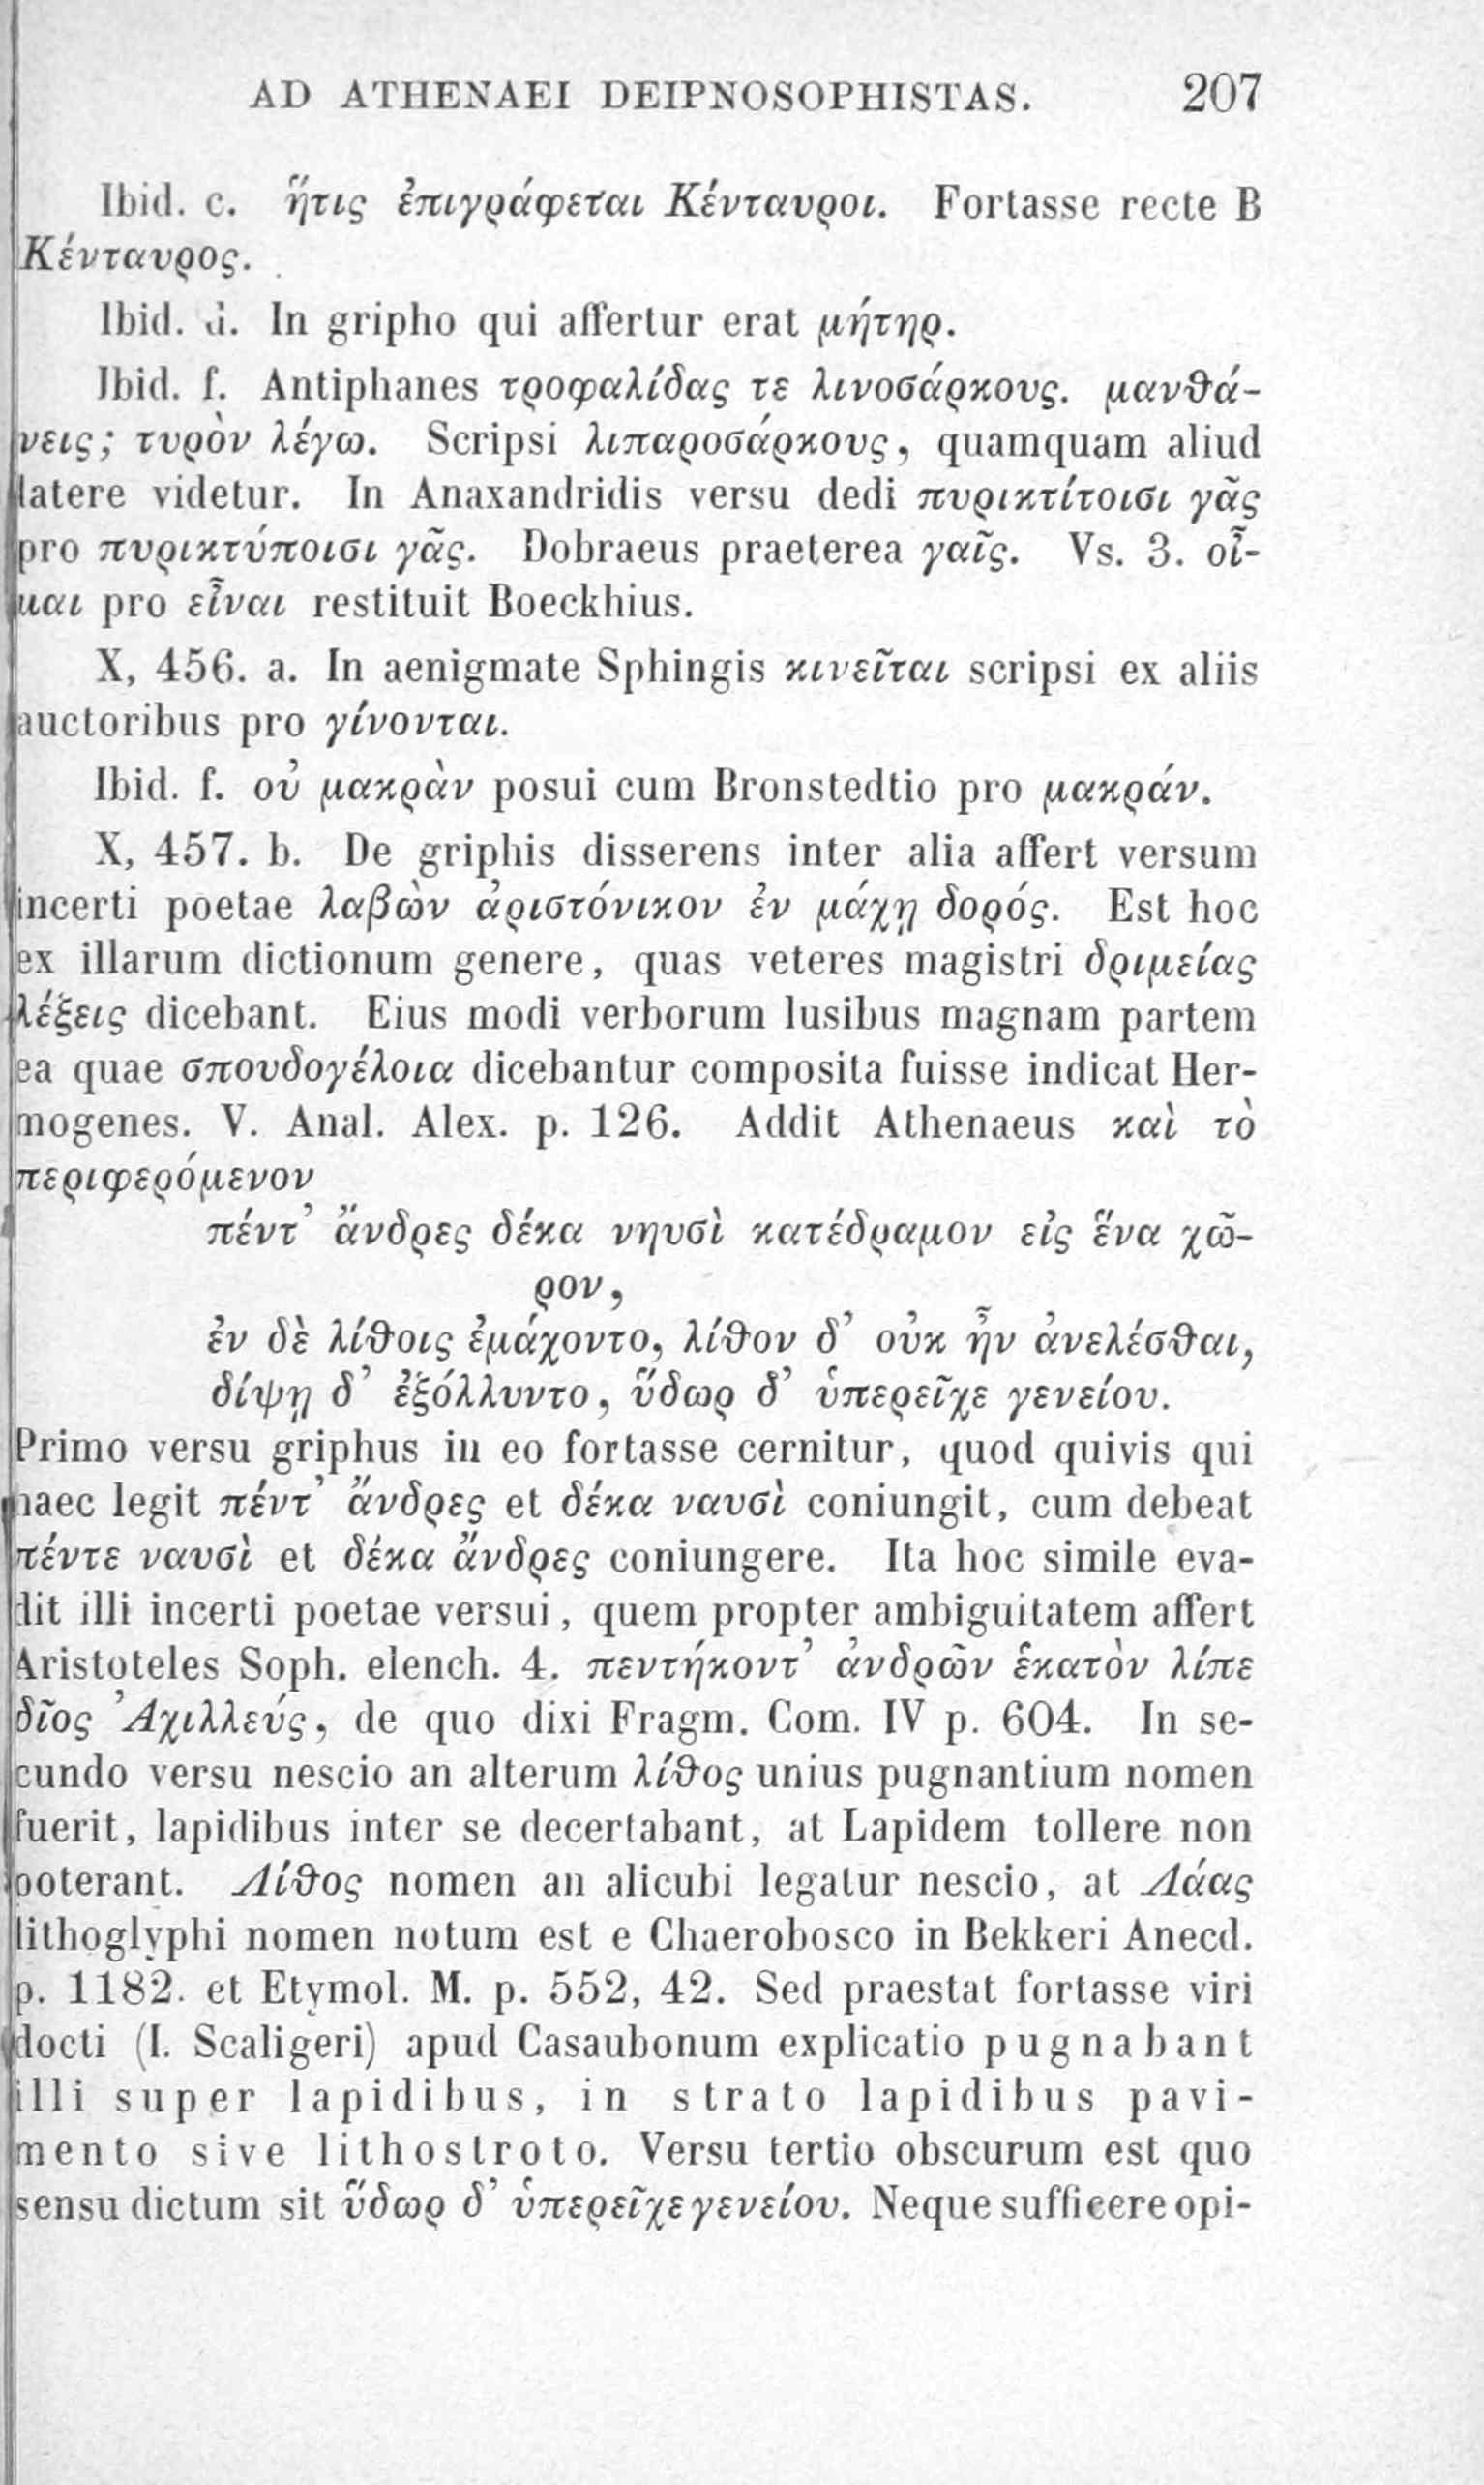 AD ATHENAEI DEIPNOSOPHISTAS. 207
Ibid. c. ἥτις ἐπιγράφεται Κένταυροι. Fortasse recte B
Κένταυρος.
Ibid. d. In gripho qui affertur erat μήτηρ.
Ibid. f. Antiphanes τροφαλίδας τε λινοσάρκους. μανθά-
νεις; τυρὸν λέγω. Scripsi λιπαροσάρκους, quamquam aliud
latere videtur. In Anaxandridis versu dedi πυρικτίτοισι γᾶς
pro πυρικτύποισι γᾶς. Dobraeus praeterea γαῖς. Vs. 3. οἶ-
μαι pro εἶναι restituit Boeckhius.
X, 456. a. In aenigmate Sphingis κινεῖται scripsi ex aliis
auctoribus pro γίνονται.
Ibid. f. οὐ μακρὰν posui cum Bronstedtio pro μακράν.
X, 457. b. De griphis disserens inter alia affert versum
incerti poetae λαβὼν ἀριστόνικον ἐν μάχῃ δορός. Est hoc
ex illarum dictionum genere, quas veteres magistri δριμείας
λέξεις dicebant. Eius modi verborum lusibus magnam partem
ea quae σπουδογέλοια dicebantur composita fuisse indicat Her-
mogenes. V. Anal. Alex. p. 126. Addit Athenaeus καὶ τὸ
περιφερόμενον
πέντ᾽ ἄνδρες δέκα νηυσὶ κατέδραμον εἰς ἕνα χῶ-
ρον,
ἐν δὲ λίθοις ἐμάχοντο, λίθον δ᾽ οὐκ ἦν ἀνελέσθαι,
δίψῃ δ᾽ ἐξόλλυντο, ὕδωρ δ᾽ ὑπερεῖχε γενείου.
Primo versu griphus in eo fortasse cernitur, quod quivis qui
haec legit πέντ᾽ ἄνδρες et δέκα ναυσὶ coniungit, cum debeat
πέντε ναυσὶ et δέκα ἄνδρες coniungere. Ita hoc simile eva-
dit illi incerti poetae versui, quem propter ambiguitatem affert
Aristoteles Soph. elench. 4. πεντήκοντ᾽ ἀνδρῶν ἑκατὸν λίπε
δῖος Ἀχιλλεύς, de quo dixi Fragm. Com. IV p. 604. In se-
cundo versu nescio an alterum λίθος unius pugnantium nomen
fuerit, lapidibus inter se decertabant, at Lapidem tollere non
poterant. Λίθος nomen an alicubi legatur nescio, at Λάας
lithoglyphi nomen notum est e Chaerobosco in Bekkeri Anecd.
p. 1182. et Etymol. M. p. 552, 42. Sed praestat fortasse viri
docti (I. Scaligeri) apud Casaubonum explicatio pugnabant
illi super lapidibus, in strato lapidibus pavi-
mento sive lithostroto. Versu tertio obscurum est quo
sensu dictum sit ὕδωρ δ᾽ ὑπερεῖχε γενείου. Neque sufficere opi-